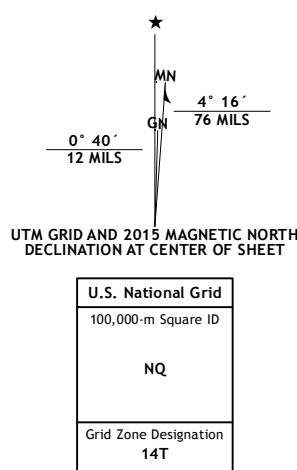 ★
MN
GN
4° 16´
76 MILS
0° 40´
12 MILS
UTM GRID AND 2015 MAGNETIC NORTH
DECLINATION AT CENTER OF SHEET
U.S. National Grid
100,000-m Square ID
NQ
Grid Zone Designation
14T